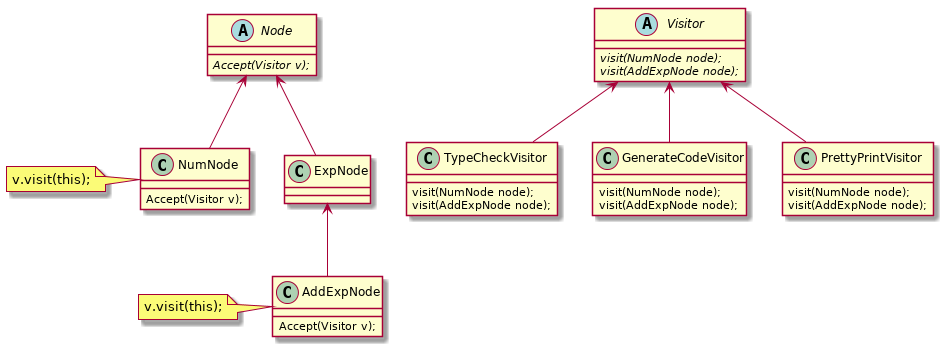 A Node
Accept(Visitor v);
A Visitor
visit(NumNode node);
visit(AddExpNode node);
v.visit(this);
C NumNode
Accept(Visitor v);
C ExpNode
C TypeCheckVisitor
visit(NumNode node);
visit(AddExpNode node);
C GenerateCodeVisitor
visit(NumNode node);
visit(AddExpNode node);
C PrettyPrintVisitor
visit(NumNode node);
visit(AddExpNode node);
v.visit(this);
C AddExpNode
Accept(Visitor v);